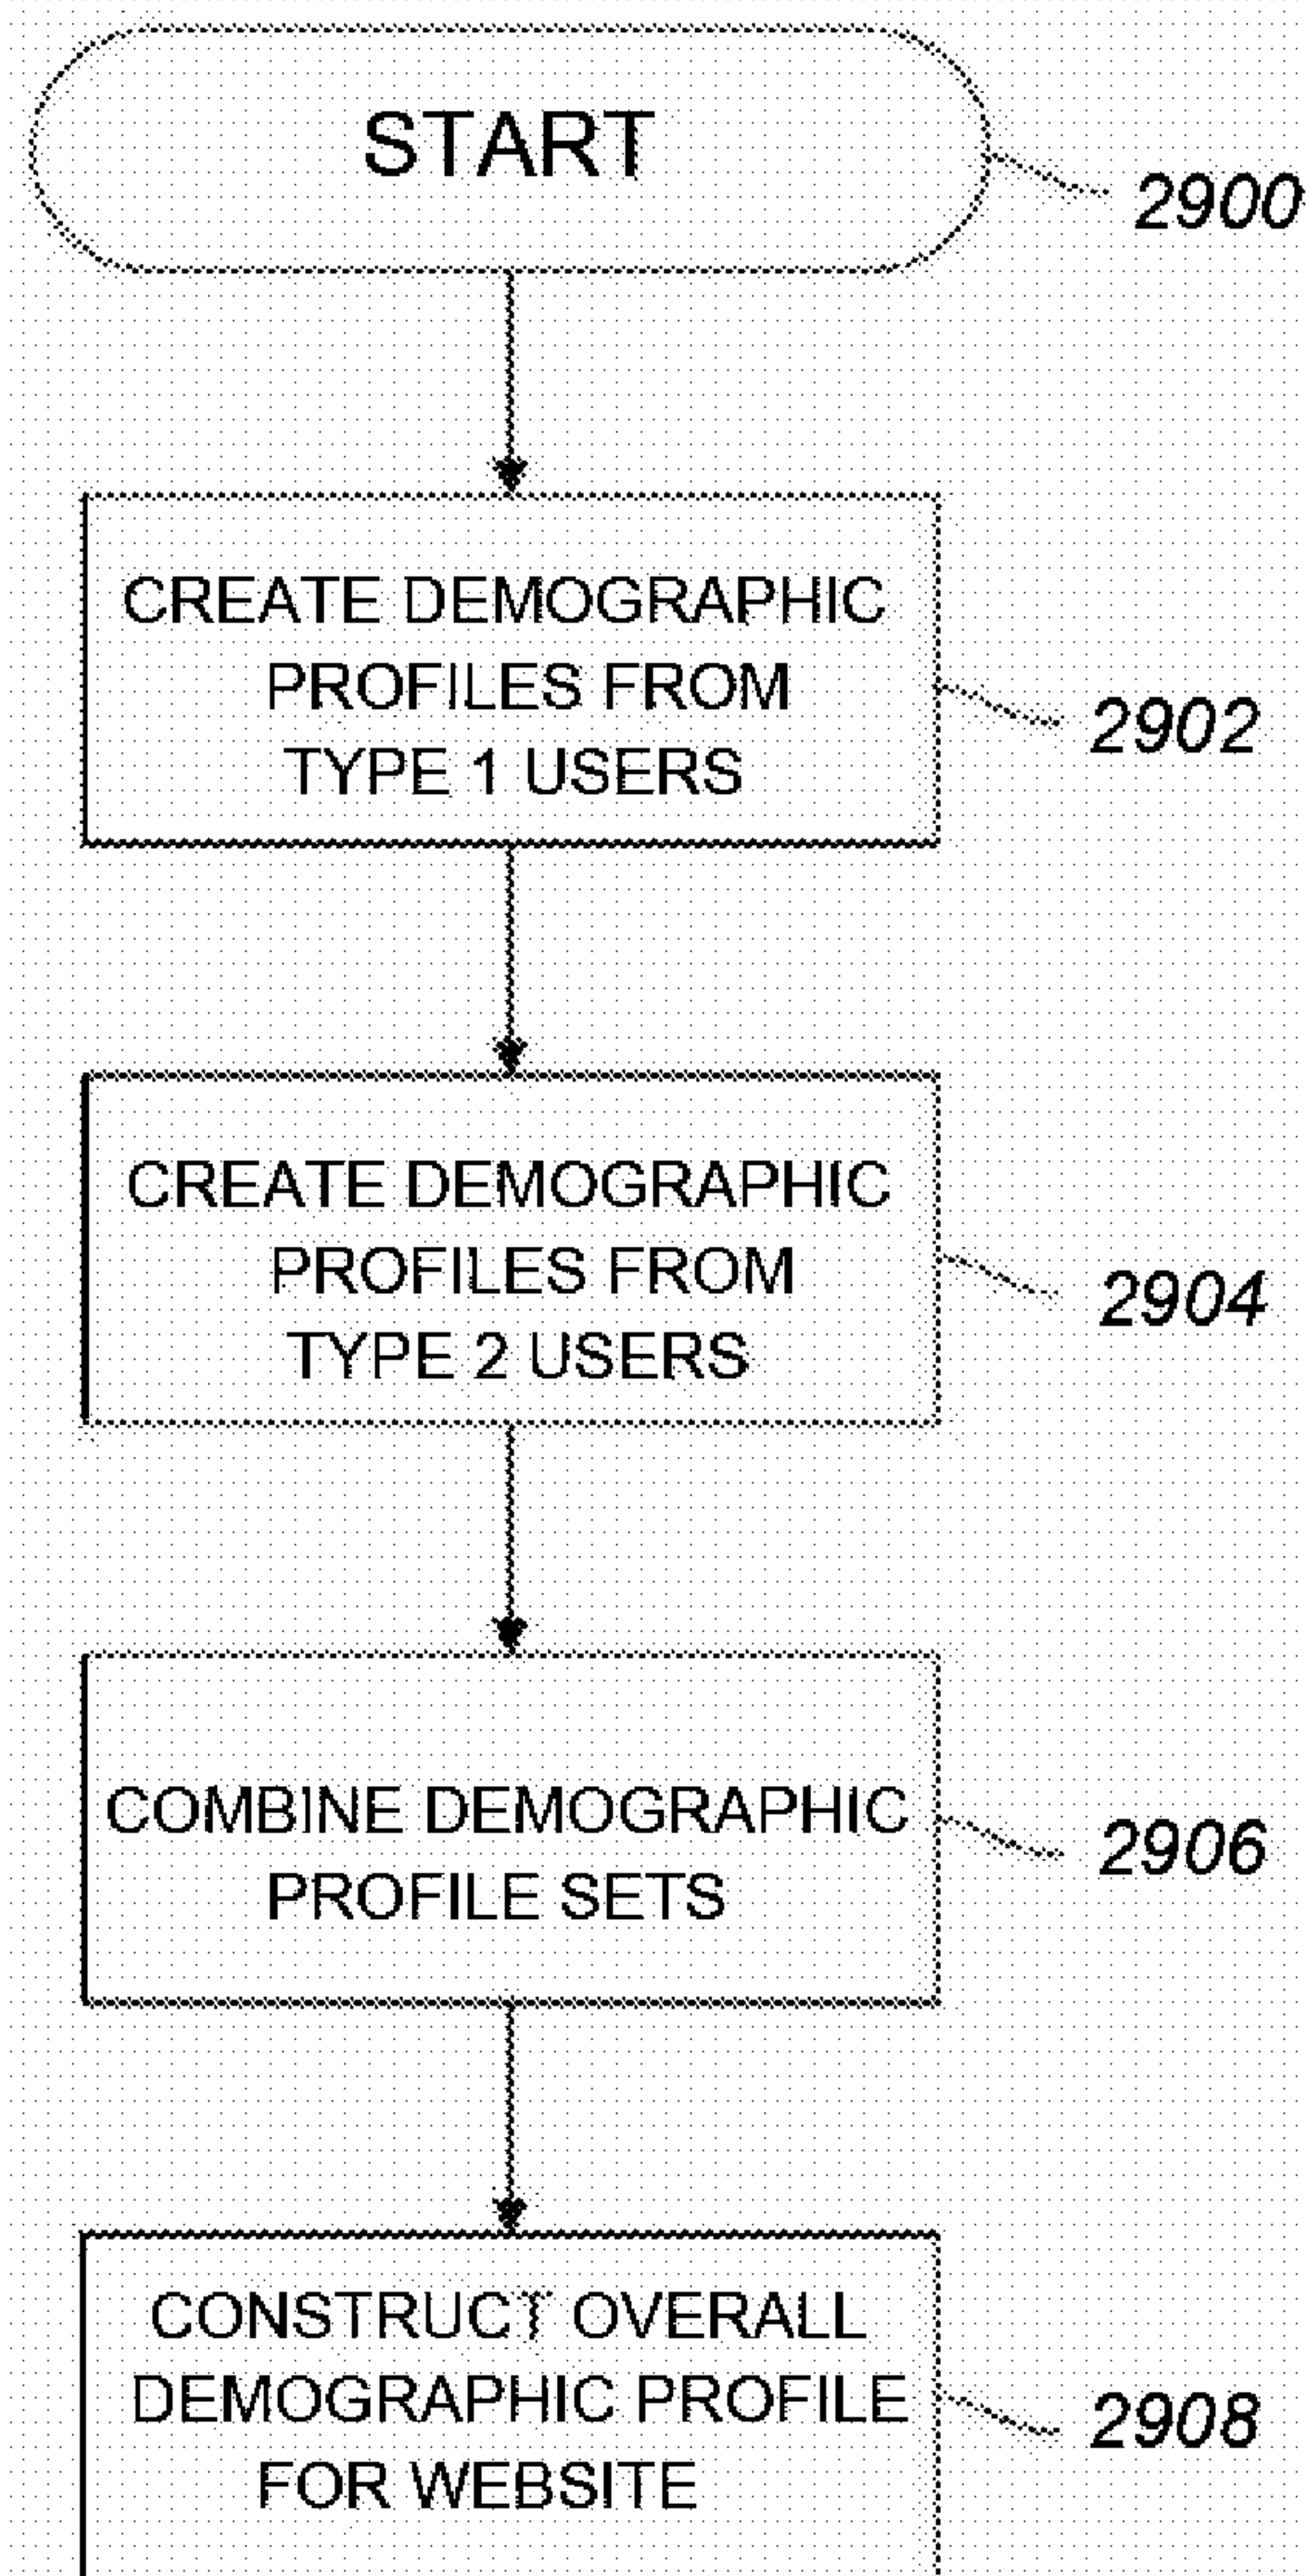 START
2900
CREATE DEMOGRAPHIC
PROFILES FROM
TYPE 1 USERS
2902
CREATE DEMOGRAPHIC
PROFILES FROM
TYPE 2 USERS
2904
COMBINE DEMOGRAPHIC
PROFILE SETS
2906
CONSTRUCT OVERALL
DEMOGRAPHIC PROFILE
FOR WEBSITE
2908